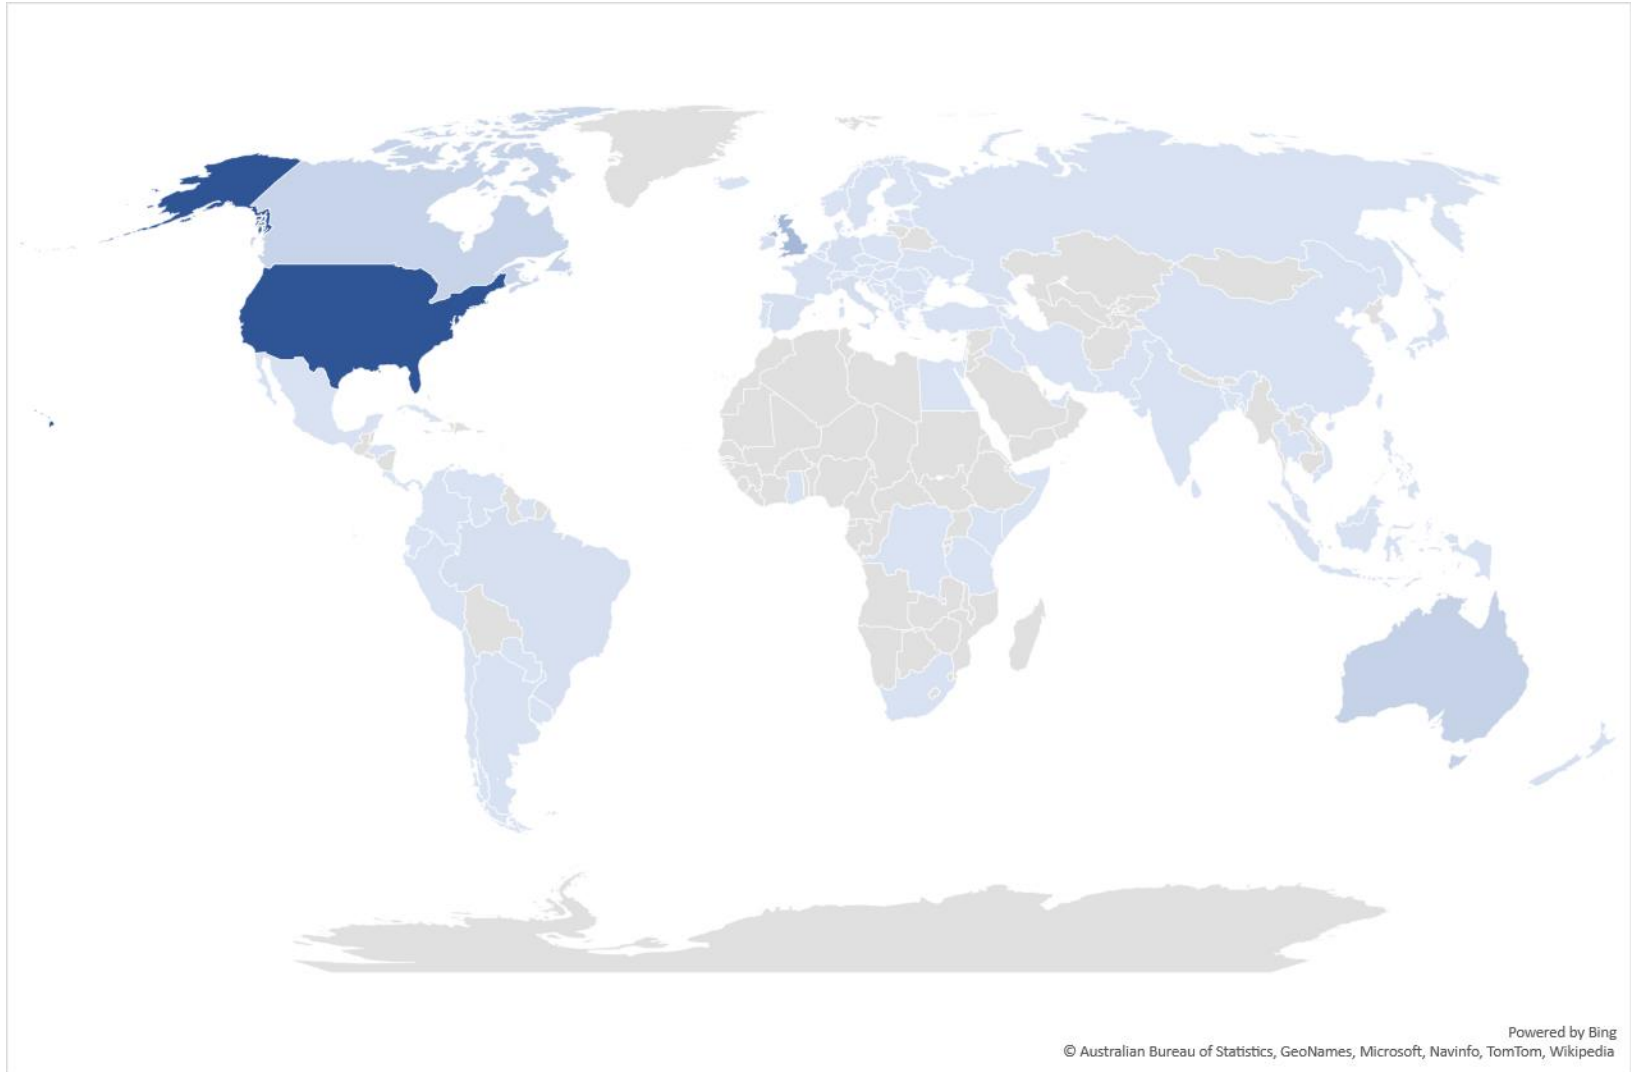 Powered by Bing
© Australian Bureau of Statistics, GeoNames, Microsoft, Navinfo, TomTom, Wikipedia